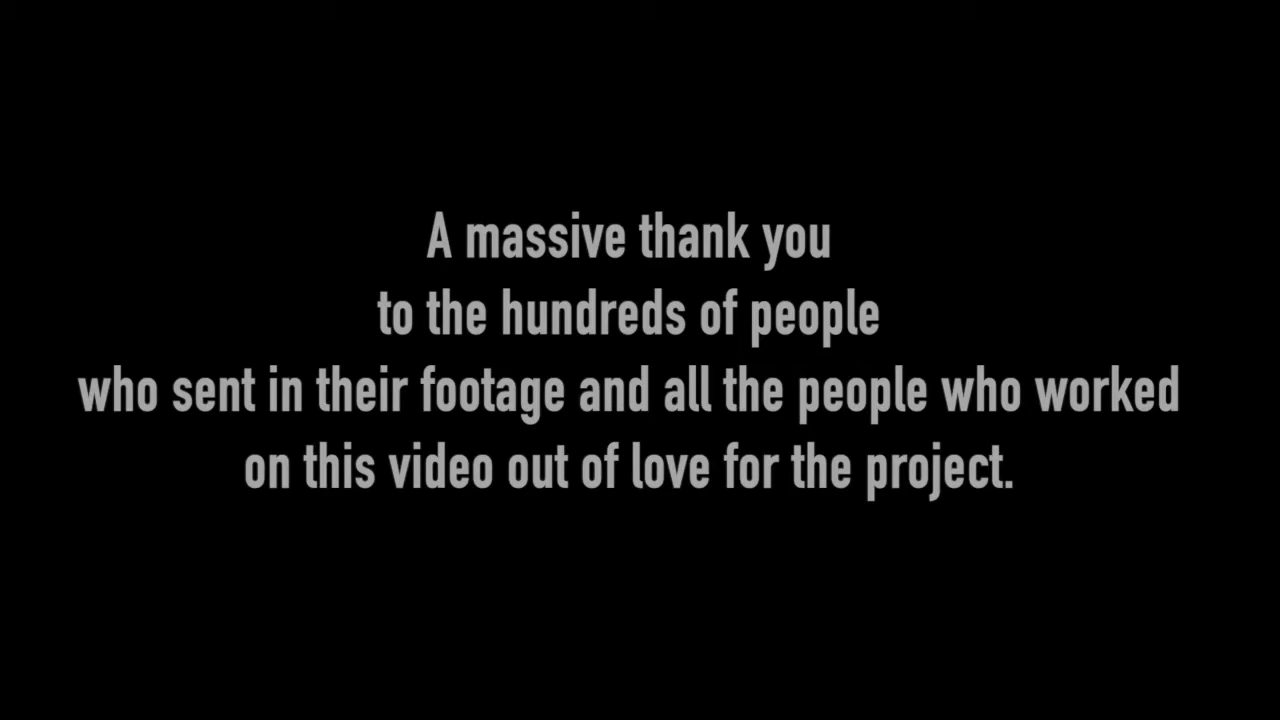 A massive thank you
to the hundreds of people
who sent in their footage and all the people who worked
on this video out of love for the project.